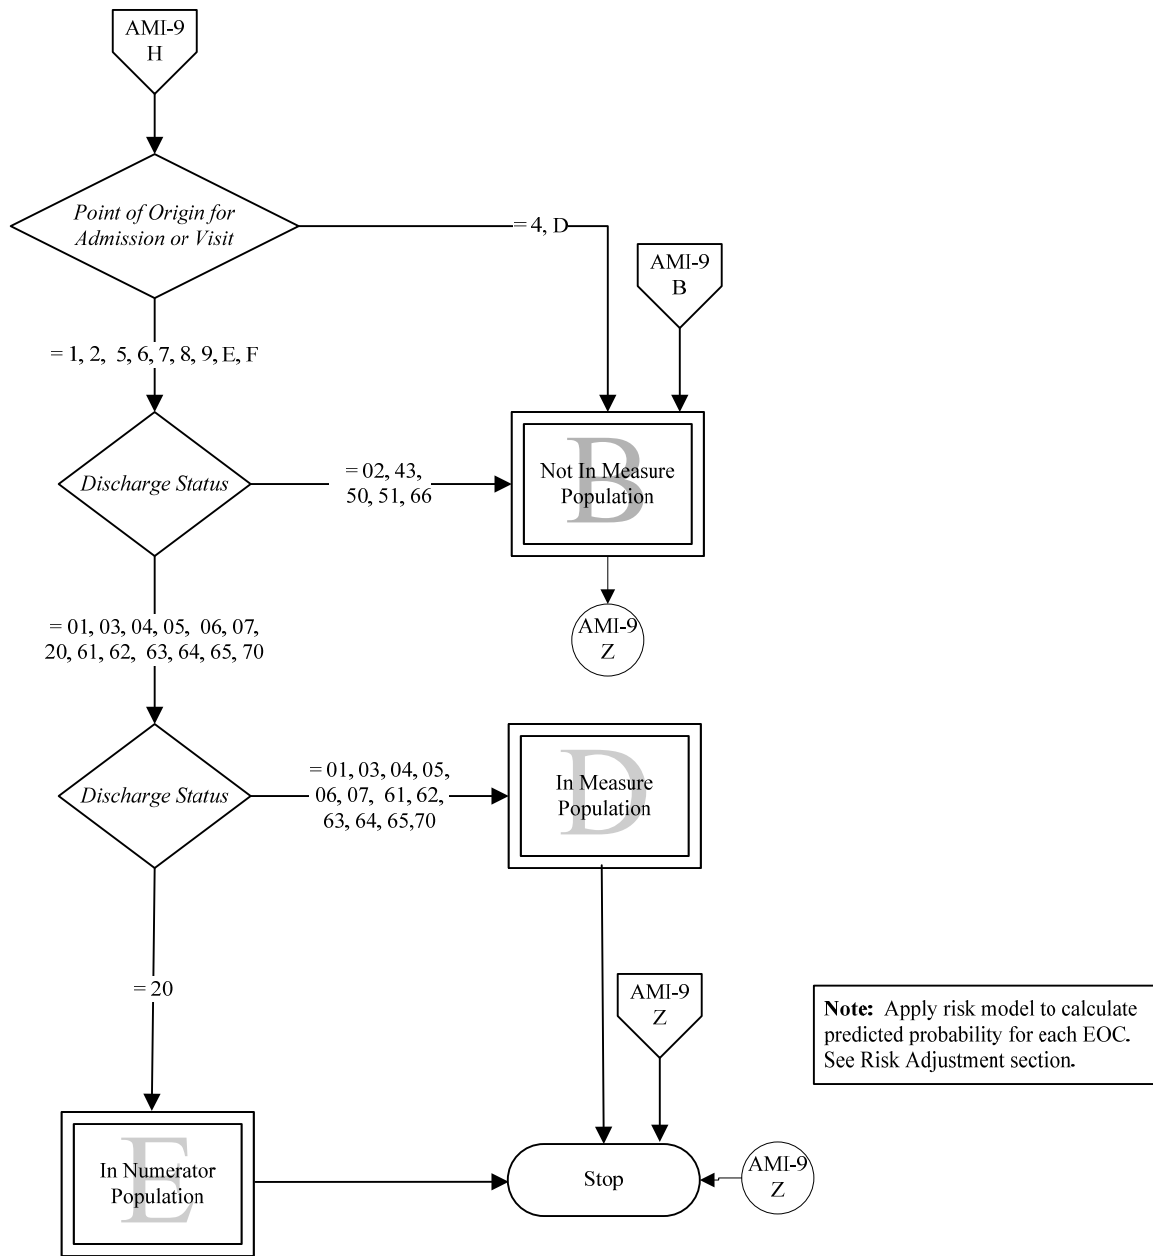 AMI-9
H
Point of Origin for
Admission or Visit
= 4, D
AMI-9
B
= 1, 2, 5, 6, 7, 8, 9, E, F
Discharge Status
= 02, 43,
50, 51, 66
B
Not In Measure
Population
AMI-9
Z
= 01, 03, 04, 05, 06, 07,
20, 61, 62, 63, 64, 65, 70
Discharge Status
= 01, 03, 04, 05,
06, 07, 61, 62,
63, 64, 65,70
D
In Measure
Population
= 20
AMI-9
Z
Note: Apply risk model to calculate
predicted probability for each EOC.
See Risk Adjustment section.
E
In Numerator
Population
Stop
AMI-9
Z